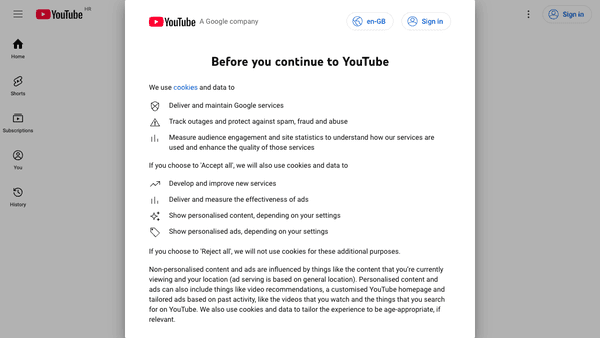 YouTube HR
Home
Shorts
Subscriptions
You
History
Sign in
YouTube A Google company
en-GB
Sign in
Before you continue to YouTube
We use cookies and data to
Deliver and maintain Google services
Track outages and protect against spam, fraud and abuse
Measure audience engagement and site statistics to understand how our services are
used and enhance the quality of those services
If you choose to 'Accept all', we will also use cookies and data to
Develop and improve new services
Deliver and measure the effectiveness of ads
Show personalised content, depending on your settings
Show personalised ads, depending on your settings
If you choose to 'Reject all', we will not use cookies for these additional purposes.
Non-personalised content and ads are influenced by things like the content that you're currently
viewing and your location (ad serving is based on general location). Personalised content and
ads can also include things like video recommendations, a customised YouTube homepage and
tailored ads based on past activity, like the videos that you watch and the things that you search
for on YouTube. We also use cookies and data to tailor the experience to be age-appropriate, if
relevant.